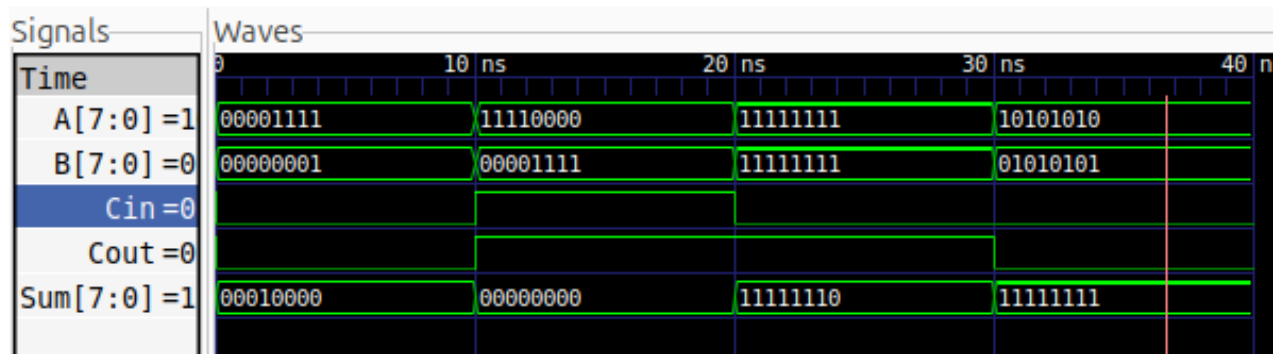 Signals Waves
Time 0 10 ns 20 ns 30 ns 40 n
A[7:0] =1 00001111 11110000 11111111 10101010
B[7:0] =0 00000001 00001111 11111111 01010101
Cin =0
Cout =0
Sum[7:0] =1 00010000 00000000 11111110 11111111